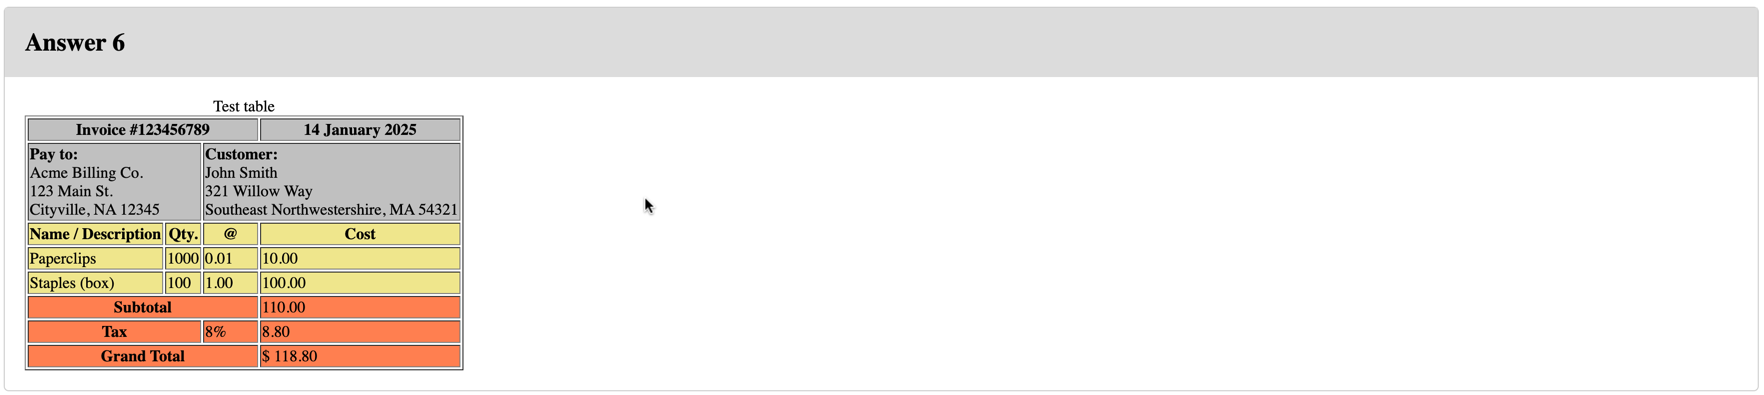 Answer 6
Test table
Invoice #123456789 14 January 2025
Pay to: Customer:
Acme Billing Co. John Smith
123 Main St. 321 Willow Way
Cityville, NA 12345 Southeast Northwestershire, MA 54321
Name / Description Qty. @ Cost
Paperclips 1000 0.01 10.00
Staples (box) 100 1.00 100.00
Subtotal 110.00
Tax 8% 8.80
Grand Total $ 118.80